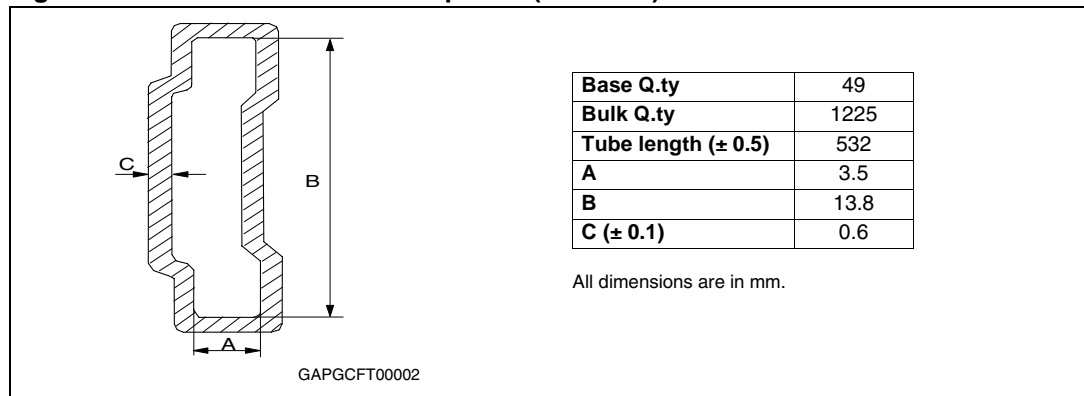 C
B
A
GAPGCFT00002
Base Q.ty 49
Bulk Q.ty 1225
Tube length (± 0.5) 532
A 3.5
B 13.8
C (± 0.1) 0.6
All dimensions are in mm.